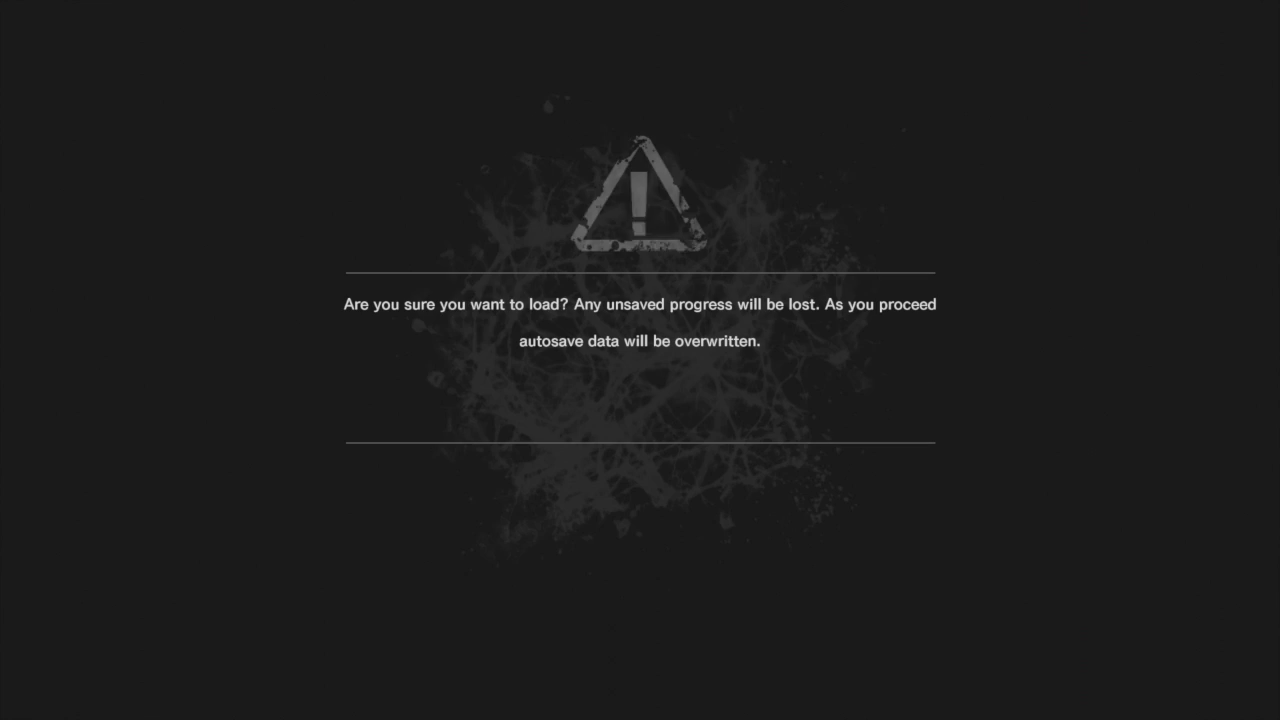 Are you sure you want to load? Any unsaved progress will be lost. As you proceed
autosave data will be overwritten.